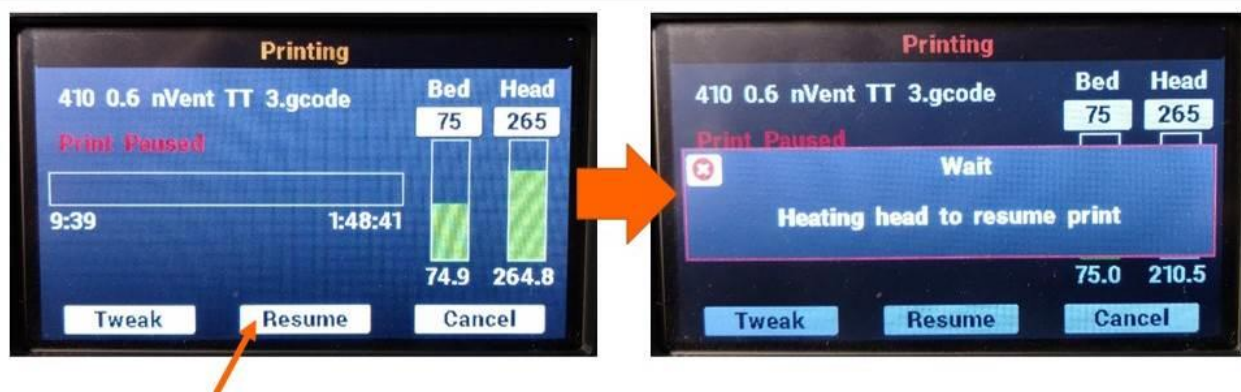 Printing
410 0.6 nVent TT 3.gcode
Bed Head
75 265
Print Paused
9:39 1:48:41
74.9 264.8
Tweak Resume Cancel
Printing
410 0.6 nVent TT 3.gcode
Bed Head
75 265
Print Paused
Wait
Heating head to resume print
75.0 210.5
Tweak Resume Cancel